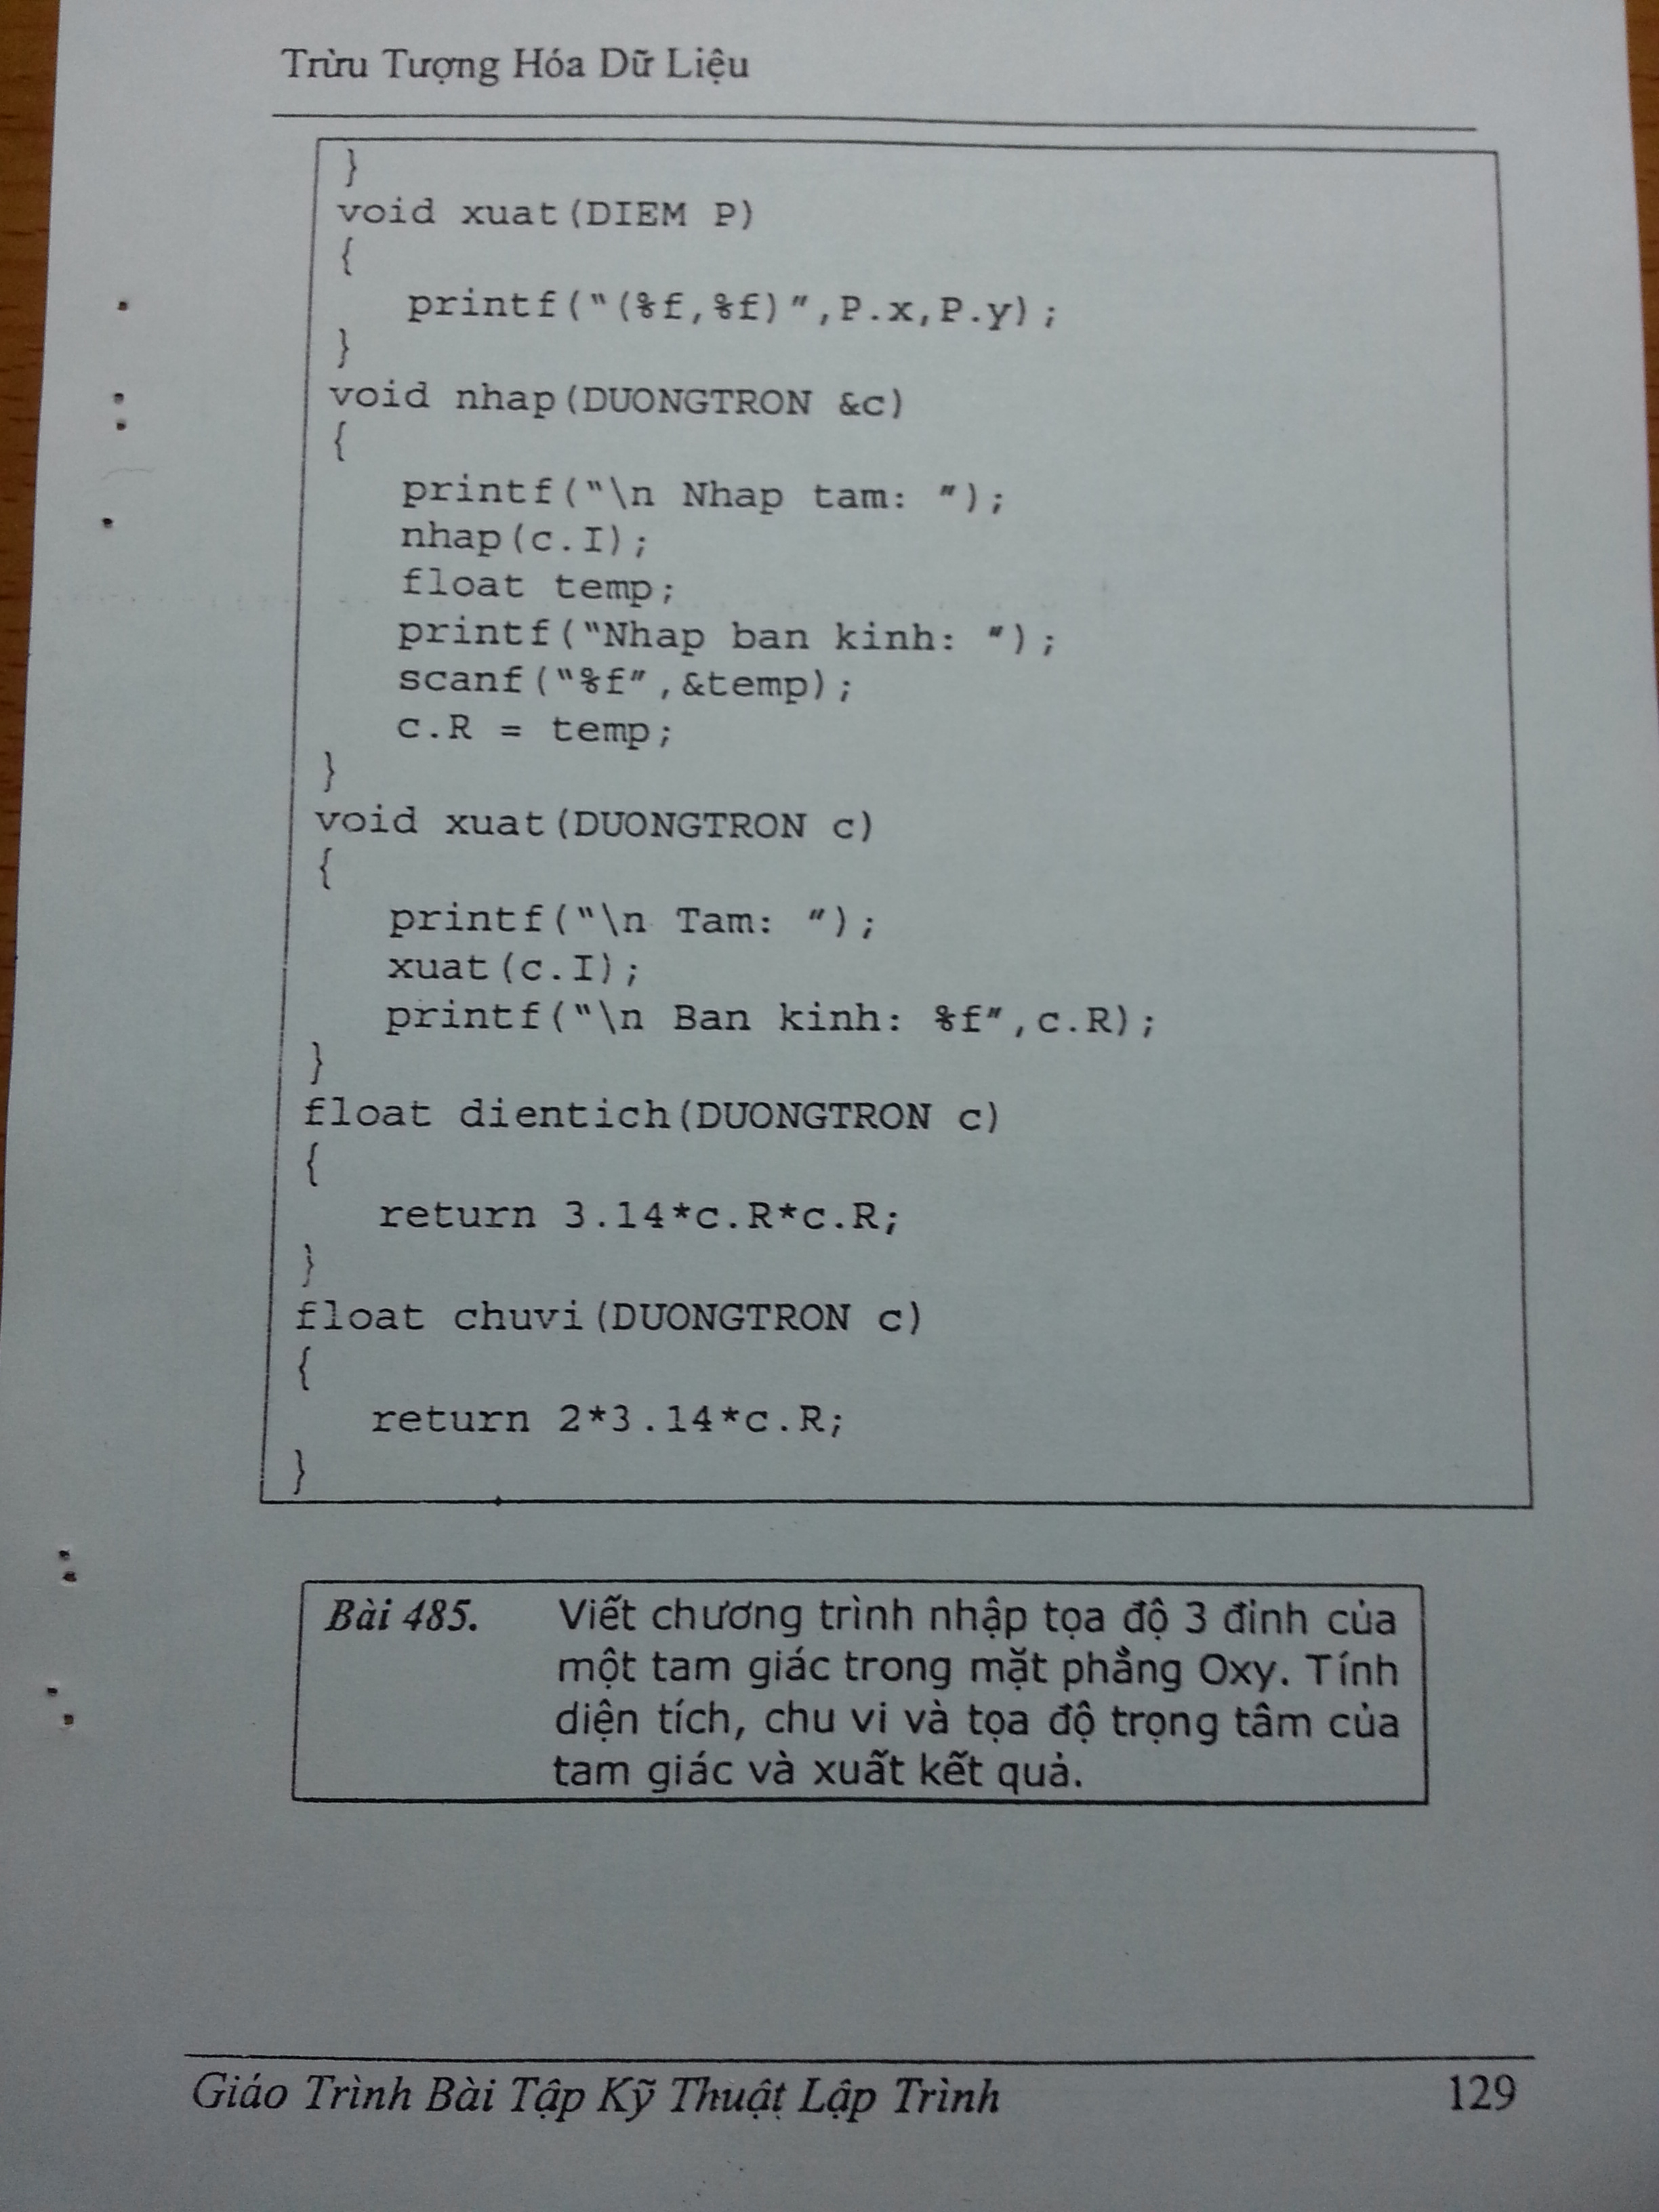 Trừu Tượng Hóa Dữ Liệu
}
void xuat(DIEM P)
{
printf("(%f,%f)",P.x,P.y);
}
void nhap(DUONGTRON &c)
{
printf("\n Nhap tam: ");
nhap(c.I);
float temp;
printf("Nhap ban kinh: ");
scanf("%f",&temp);
c.R = temp;
}
void xuat(DUONGTRON c)
{
printf("\n Tam: ");
xuat(c.I);
printf("\n Ban kinh: %f",c.R);
}
float dientich(DUONGTRON c)
{
return 3.14*c.R*c.R;
}
float chuvi(DUONGTRON c)
{
return 2*3.14*c.R;
}
Bài 485. Viết chương trình nhập tọa độ 3 đỉnh của
một tam giác trong mặt phẳng Oxy. Tính
diện tích, chu vi và tọa độ trọng tâm của
tam giác và xuất kết quả.
Giáo Trình Bài Tập Kỹ Thuật Lập Trình 129